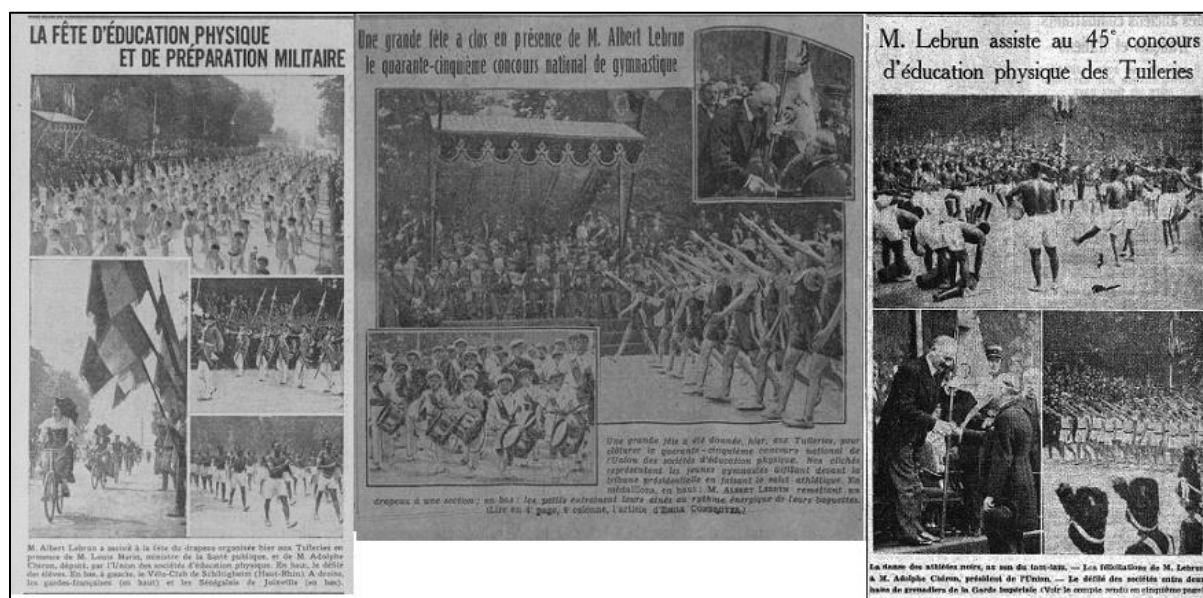 LA FÊTE D'ÉDUCATION PHYSIQUE
ET DE PRÉPARATION MILITAIRE
M. Albert Lebrun a assisté à la fête du drapeau organisée hier aux Tuileries en
présence de M. Louis Marin, ministre de la Santé publique, et de M. Adolphe
Chéron, député, par l'Union des sociétés d'éducation physique. En haut, le défilé
des élèves. En bas, à gauche, le Vélo-Club de Schiltigheim (Haut-Rhin). A droite,
les gardes-françaises (en haut) et les Sénégalais de Joinville (en bas)
Une grande fête a clos en présence de M. Albert Lebrun
le quarante-cinquième concours national de gymnastique
Une grande fête a été donnée, hier, aux Tuileries, pour
clôturer le quarante-cinquième concours national de
l'Union des sociétés d'éducation physique. Nos clichés
représentent les jeunes gymnastes défilant devant la
tribune présidentielle en faisant le salut athlétique. En
médaillons, en haut : M. ALBERT LEBRUN remettant un
drapeau à une section ; en bas : les petits entraînent leurs aînés au rythme énergique de leurs baguettes.
(Lire en 4e page, 6e colonne, l'article d'EMILE
M. Lebrun assiste au 45e concours
d'éducation physique des Tuileries
La danse des athlètes noirs, au son du tam-tam. — Les félicitations de M. Lebrun
à M. Adolphe Chéron, président de l'Union. — Le défilé des sociétés entre deux
haies de grenadiers de la Garde Impériale (Voir le compte rendu en cinquième page)